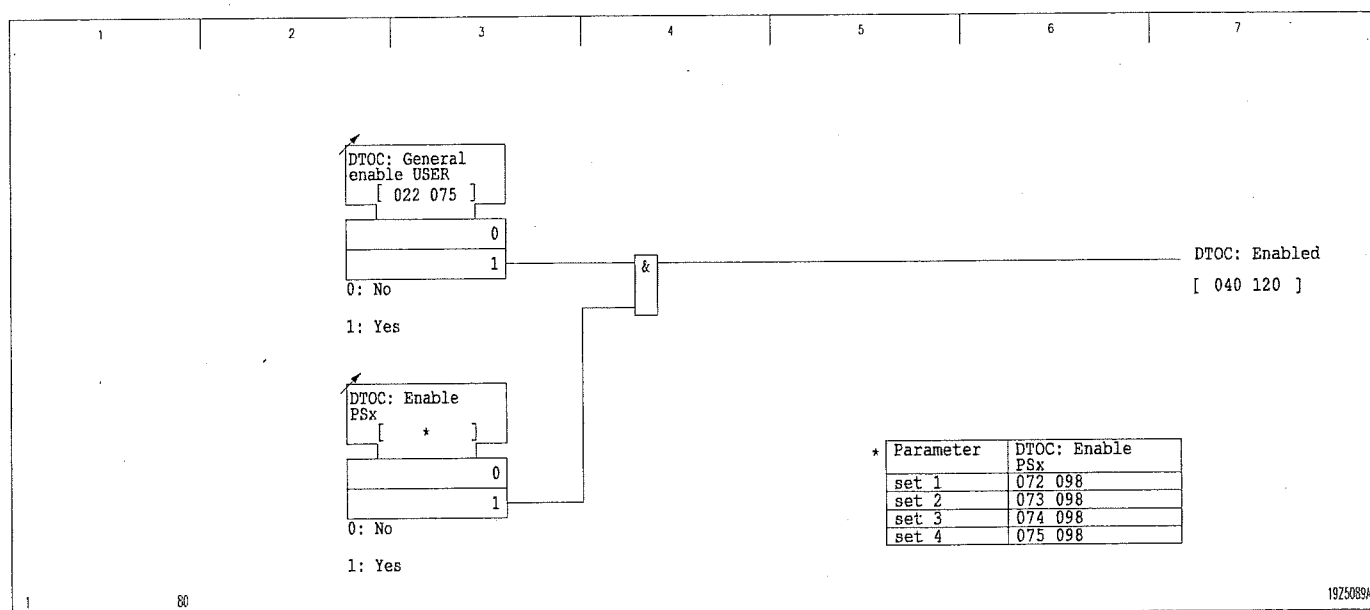 1 2 3 4 5 6 7
DTOC: General
enable USER
[ 022 075 ]
0
1
0: No
1: Yes
&
DTOC: Enabled
[ 040 120 ]
DTOC: Enable
PSx
[ * ]
0
1
0: No
1: Yes
* Parameter DTOC: Enable
PSx
set 1 072 098
set 2 073 098
set 3 074 098
set 4 075 098
1 80 19Z5089A